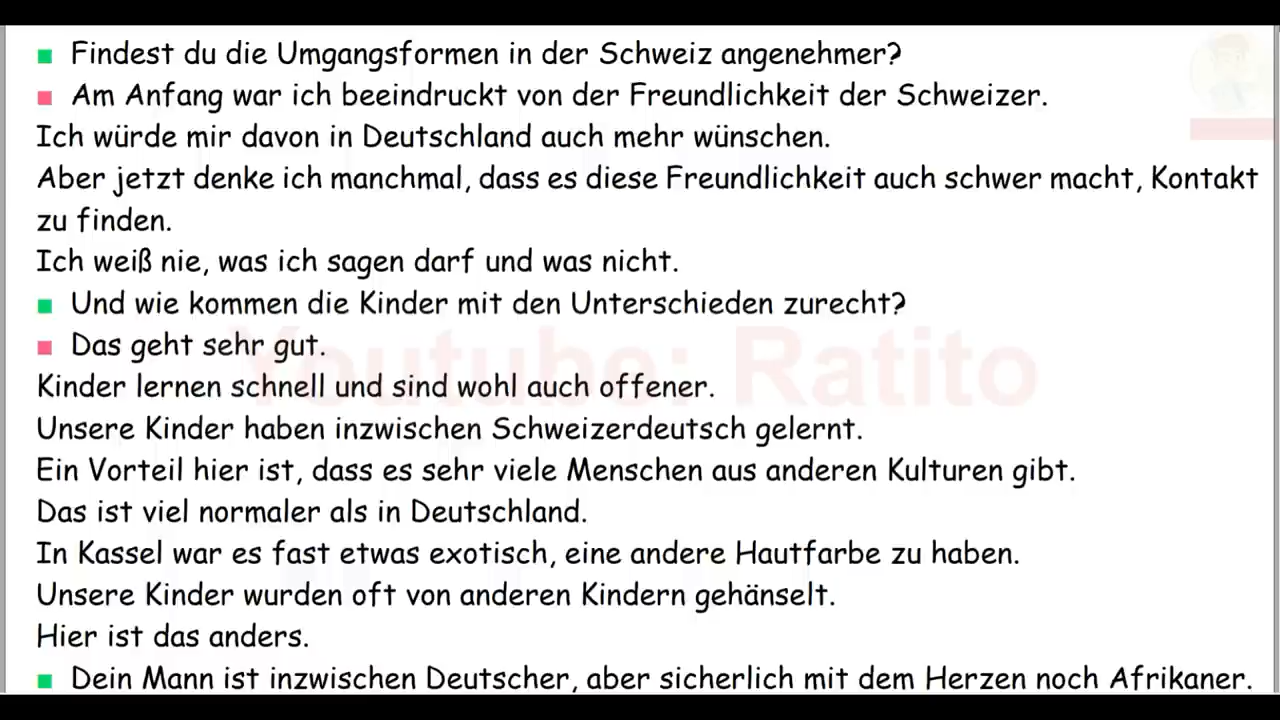 Findest du die Umgangsformen in der Schweiz angenehmer?
Am Anfang war ich beeindruckt von der Freundlichkeit der Schweizer.
Ich würde mir davon in Deutschland auch mehr wünschen.
Aber jetzt denke ich manchmal, dass es diese Freundlichkeit auch schwer macht, Kontakt
zu finden.
Ich weiß nie, was ich sagen darf und was nicht.
Und wie kommen die Kinder mit den Unterschieden zurecht?
Das geht sehr gut.
Youtube: Ratito
Kinder lernen schnell und sind wohl auch offener.
Unsere Kinder haben inzwischen Schweizerdeutsch gelernt.
Ein Vorteil hier ist, dass es sehr viele Menschen aus anderen Kulturen gibt.
Das ist viel normaler als in Deutschland.
In Kassel war es fast etwas exotisch, eine andere Hautfarbe zu haben.
Unsere Kinder wurden oft von anderen Kindern gehänselt.
Hier ist das anders.
Dein Mann ist inzwischen Deutscher, aber sicherlich mit dem Herzen noch Afrikaner.